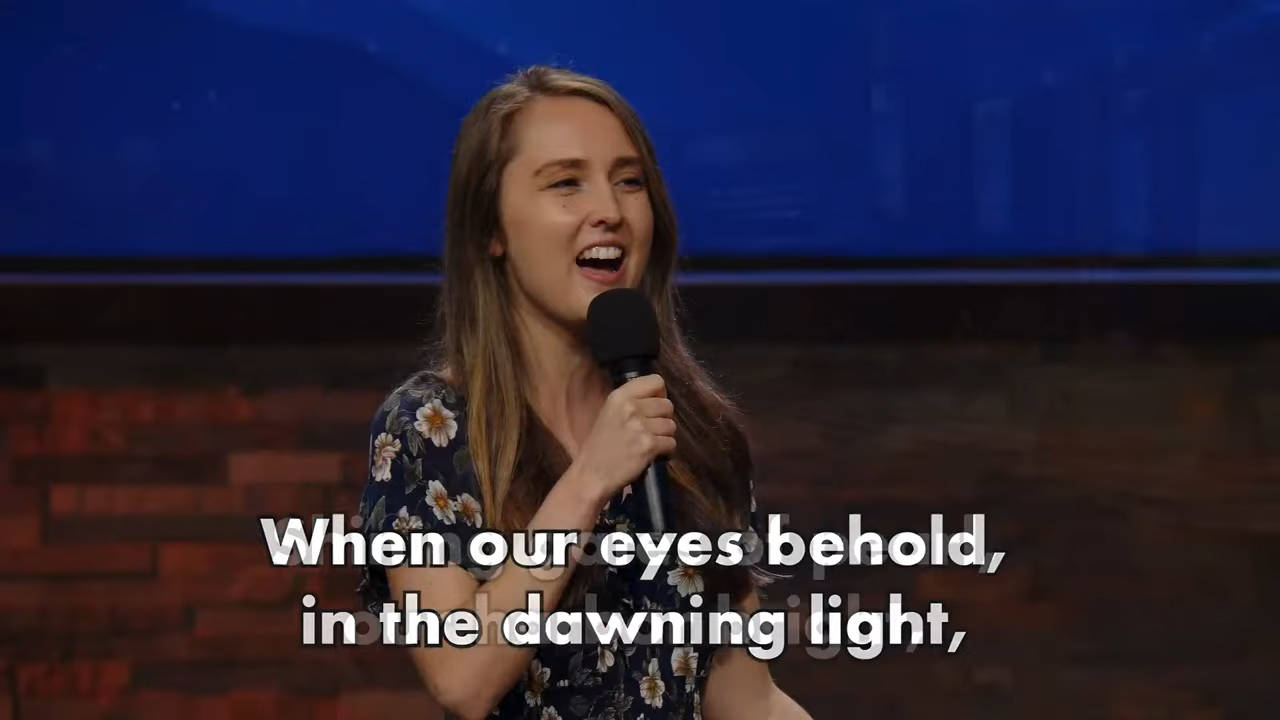 When our eyes behold,
in the dawning light,